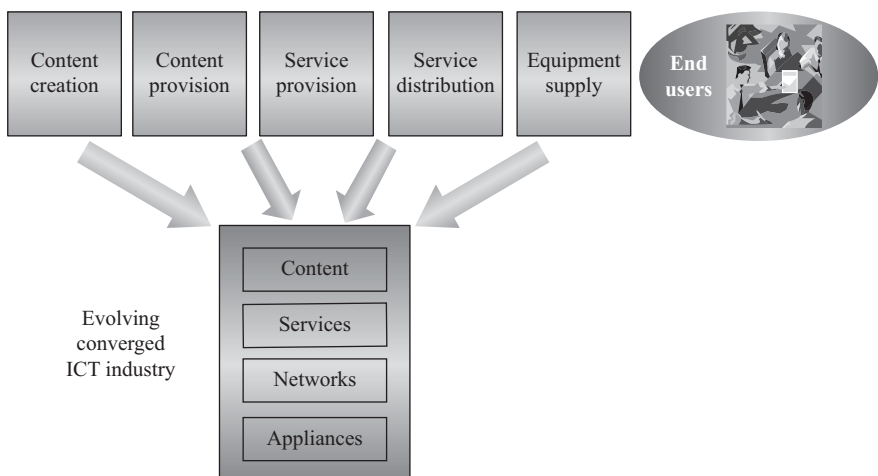 Content
creation
Content
provision
Service
provision
Service
distribution
Equipment
supply
End
users
Evolving
converged
ICT industry
Content
Services
Networks
Appliances